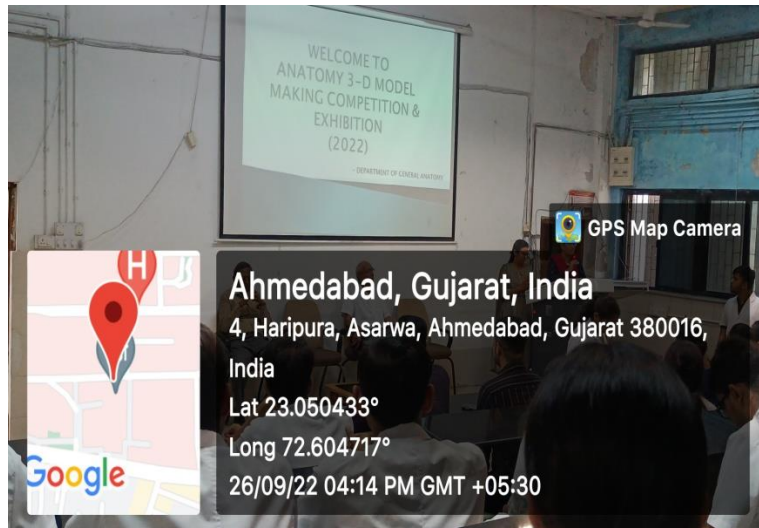 WELCOME TO
ANATOMY 3-D MODEL
MAKING COMPETITION &
EXHIBITION
(2022)
- DEPARTMENT OF GENERAL ANATOMY
GPS Map Camera
H
Ahmedabad, Gujarat, India
4, Haripura, Asarwa, Ahmedabad, Gujarat 380016,
India
Lat 23.050433°
Long 72.604717°
26/09/22 04:14 PM GMT +05:30
Google